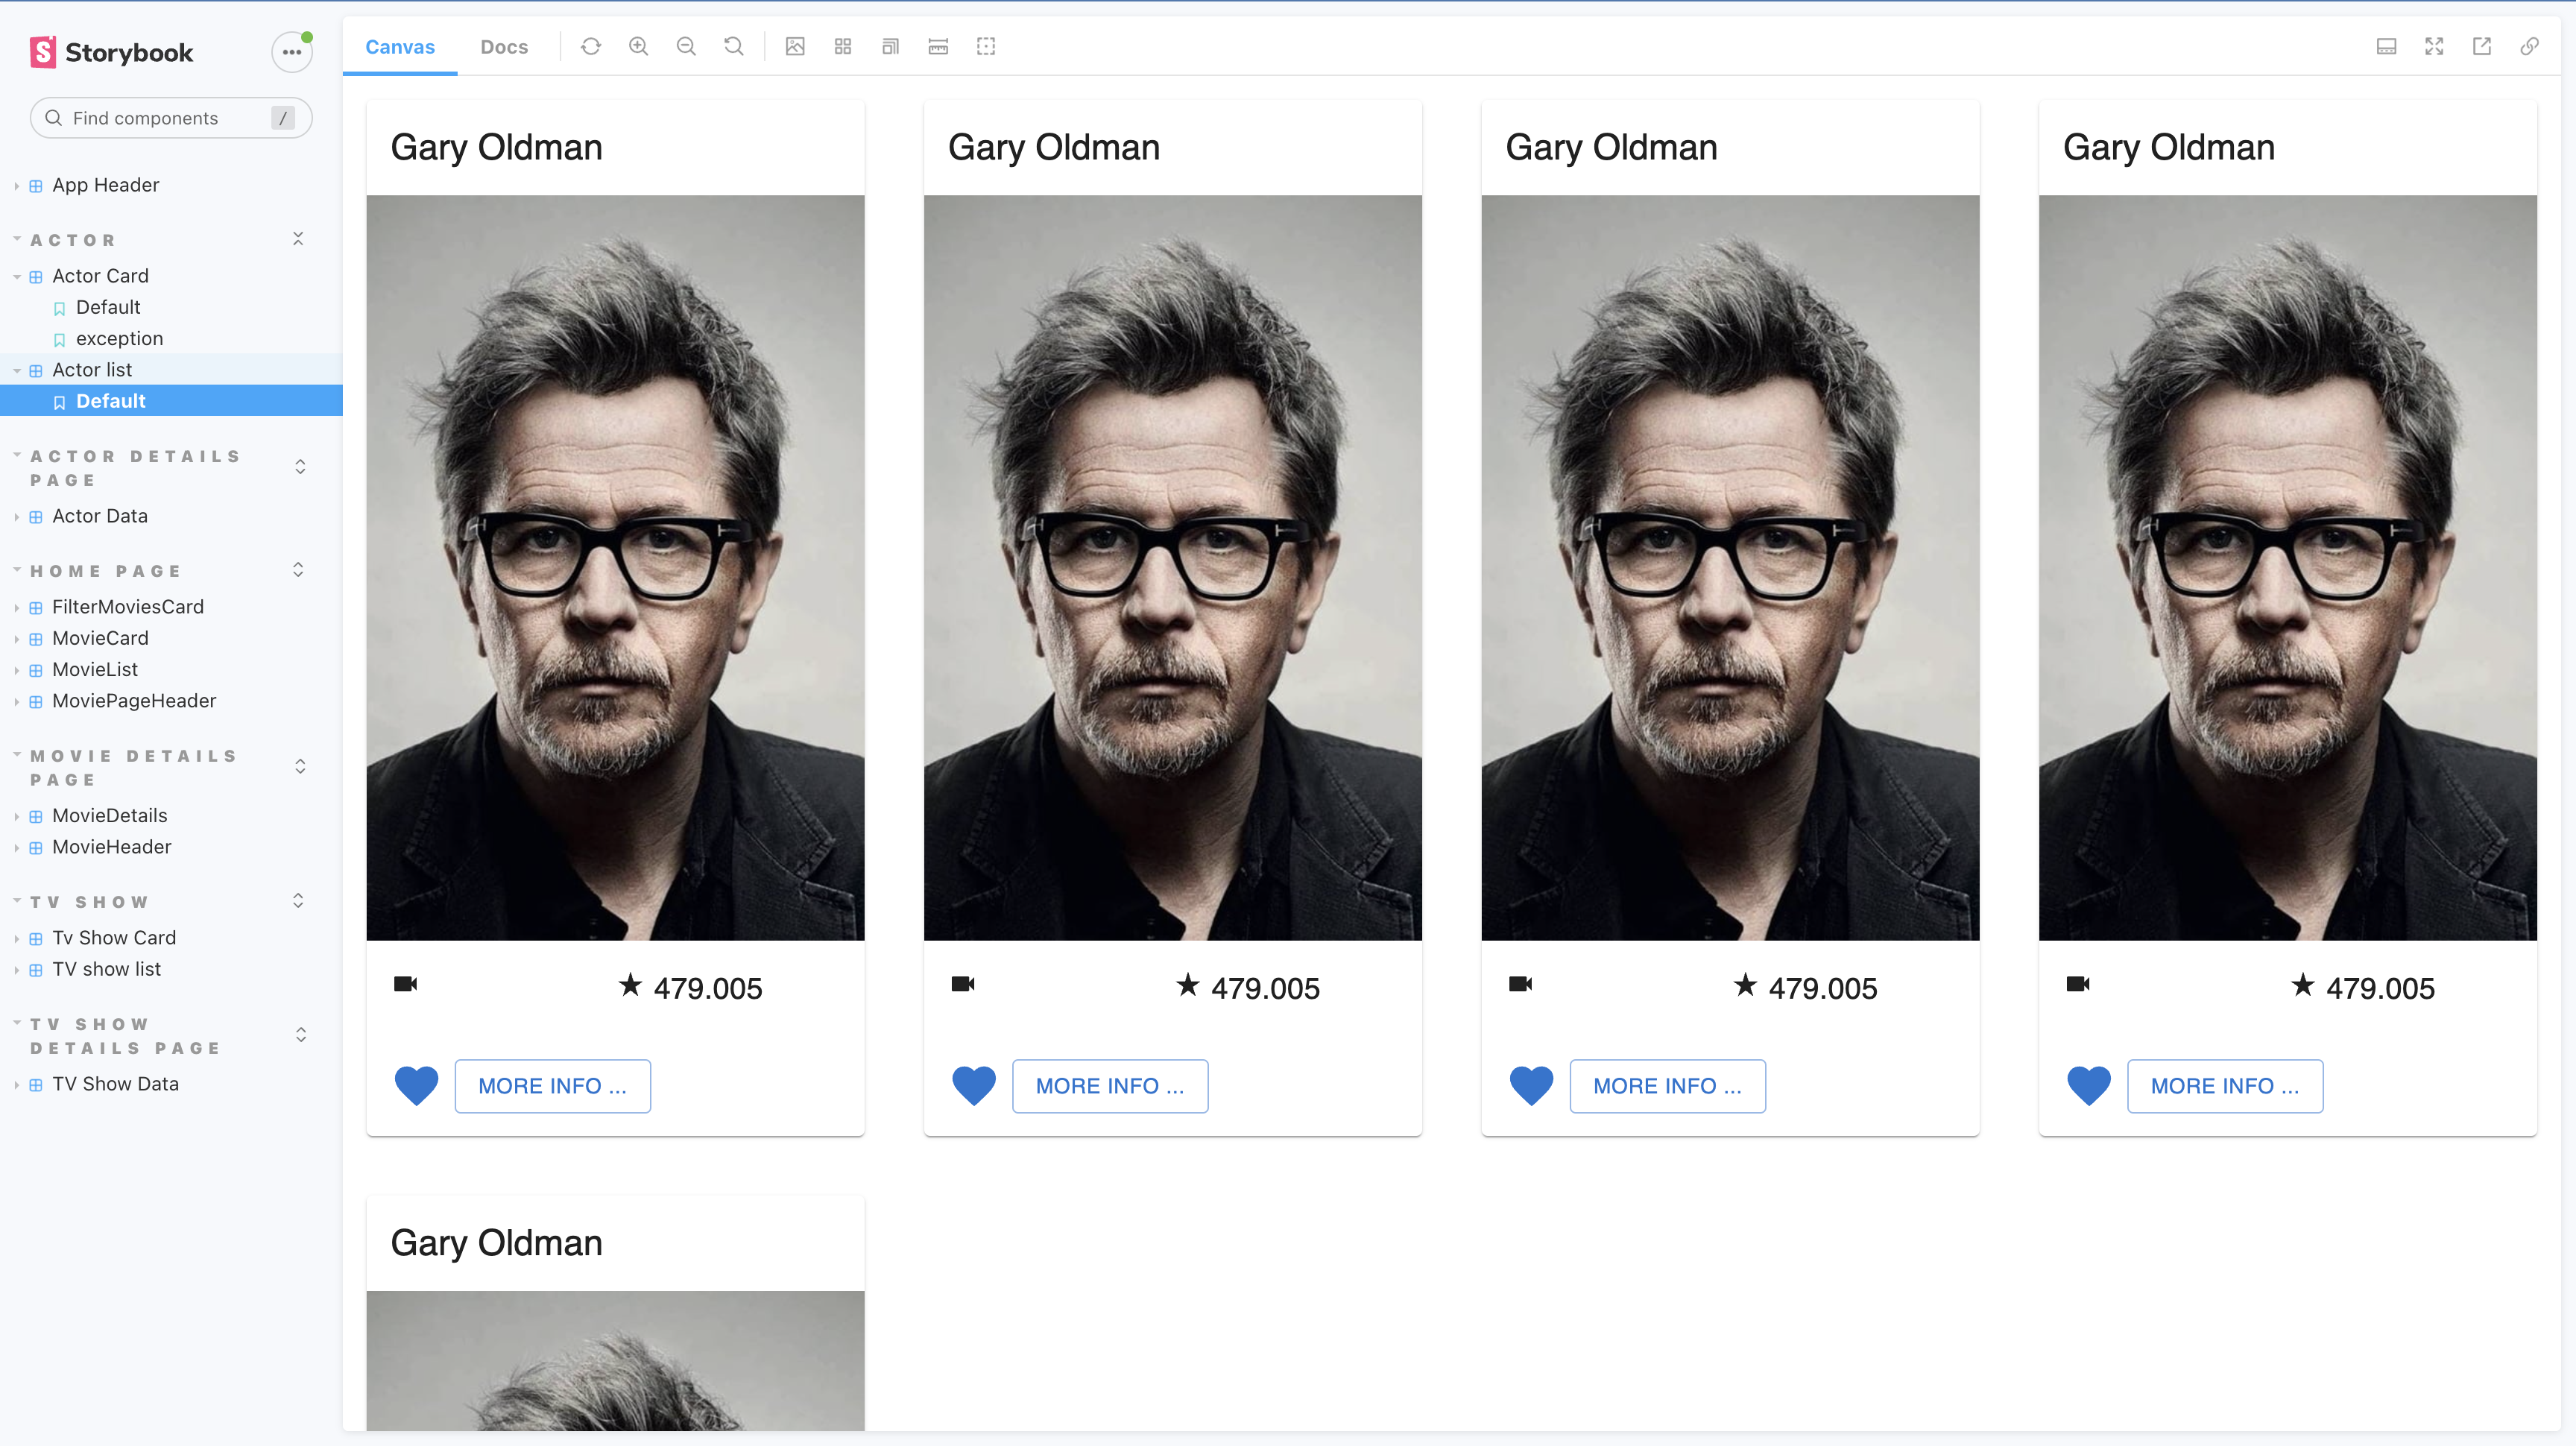 Storybook
Find components
/
App Header
ACTOR
Actor Card
Default
exception
Actor list
Default
ACTOR DETAILS
PAGE
Actor Data
HOME PAGE
FilterMoviesCard
MovieCard
MovieList
MoviePageHeader
MOVIE DETAILS
PAGE
MovieDetails
MovieHeader
TV SHOW
Tv Show Card
TV show list
TV SHOW
DETAILS PAGE
TV Show Data
Canvas Docs
Gary Oldman Gary Oldman Gary Oldman Gary Oldman
479.005 479.005 479.005 479.005
MORE INFO ... MORE INFO ... MORE INFO ... MORE INFO ...
Gary Oldman